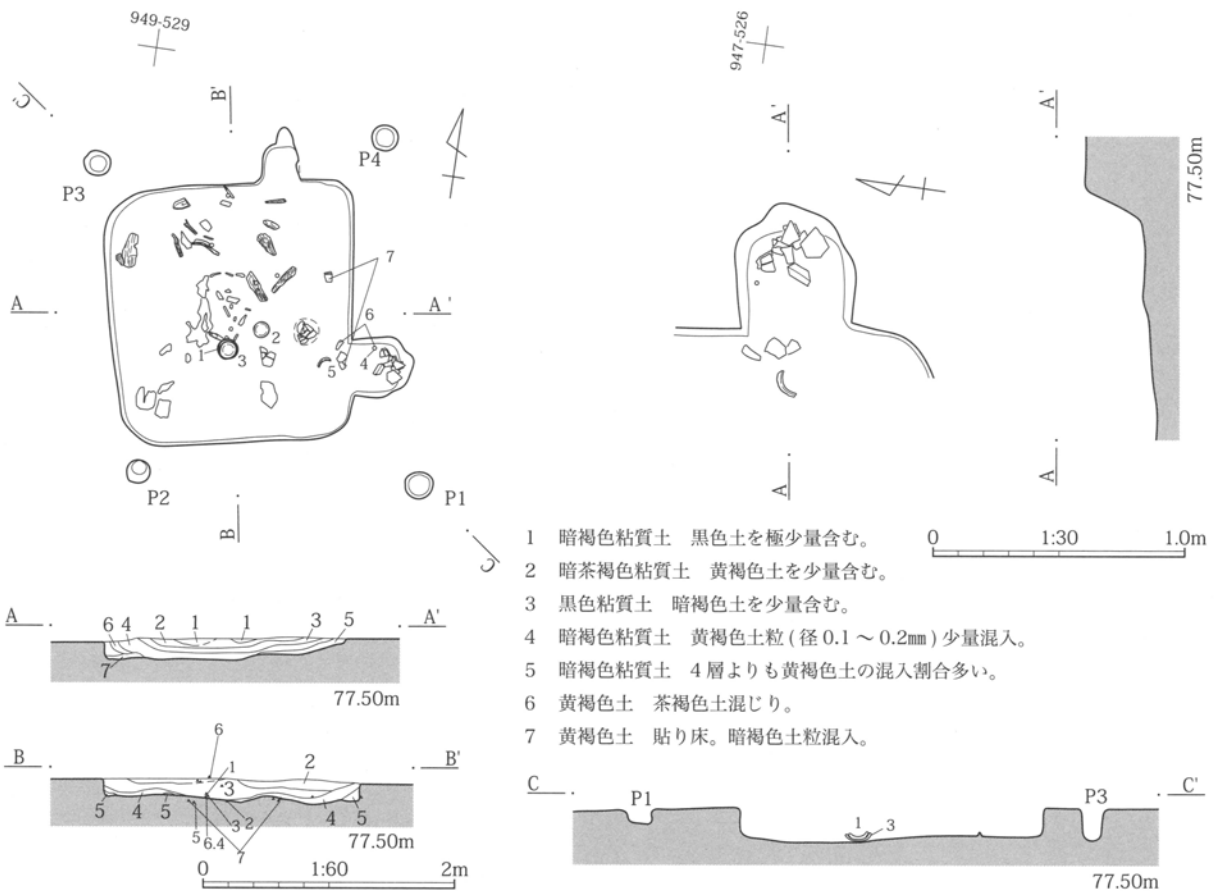 949-529
B'
C'
P4
P3
7
A
A'
2
6
1
3
5
4
P2
P1
B
C
947-526
A'
A'
77.50m
A
A
0 1:30 1.0m
1 暗褐色粘質土 黒色土を極少量含む。
2 暗茶褐色粘質土 黄褐色土を少量含む。
3 黒色粘質土 暗褐色土を少量含む。
4 暗褐色粘質土 黄褐色土粒(径 0.1 ～ 0.2㎜) 少量混入。
5 暗褐色粘質土 4層よりも黄褐色土の混入割合多い。
6 黄褐色土 茶褐色土混じり。
7 黄褐色土 貼り床。暗褐色土粒混入。
A 6 4 2 1 1 3 5 A'
7
77.50m
6
B 1 2 B'
3
5 4 5 2 4 5
5 6.4 3
7
77.50m
0 1:60 2m
C P1 P3 C'
1 3
77.50m